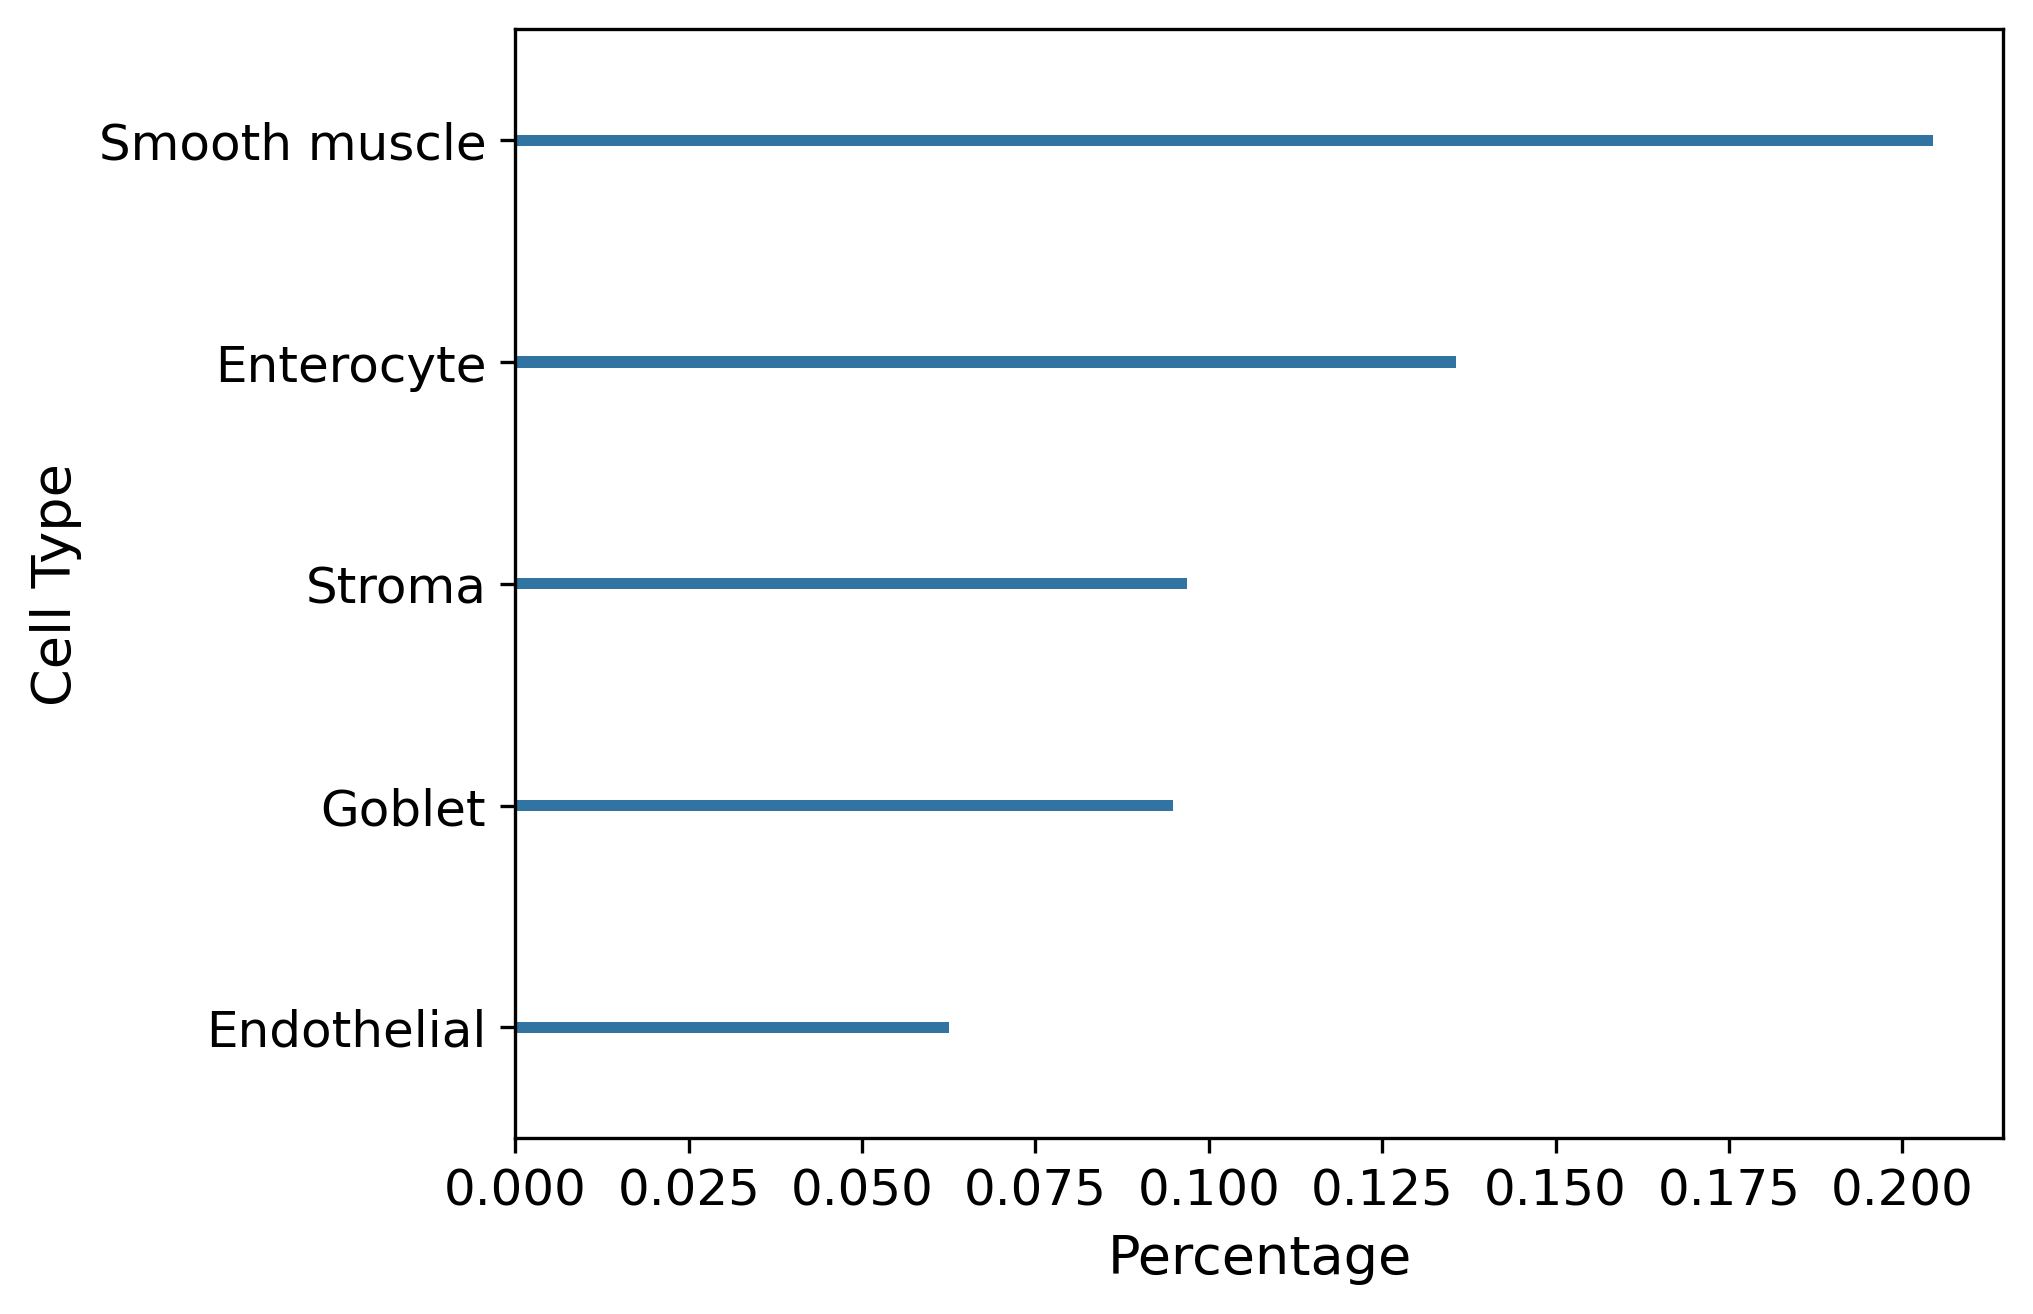 Smooth muscle
Enterocyte
Stroma
Goblet
Endothelial
Cell Type
0.000 0.025 0.050 0.075 0.100 0.125 0.150 0.175 0.200
Percentage